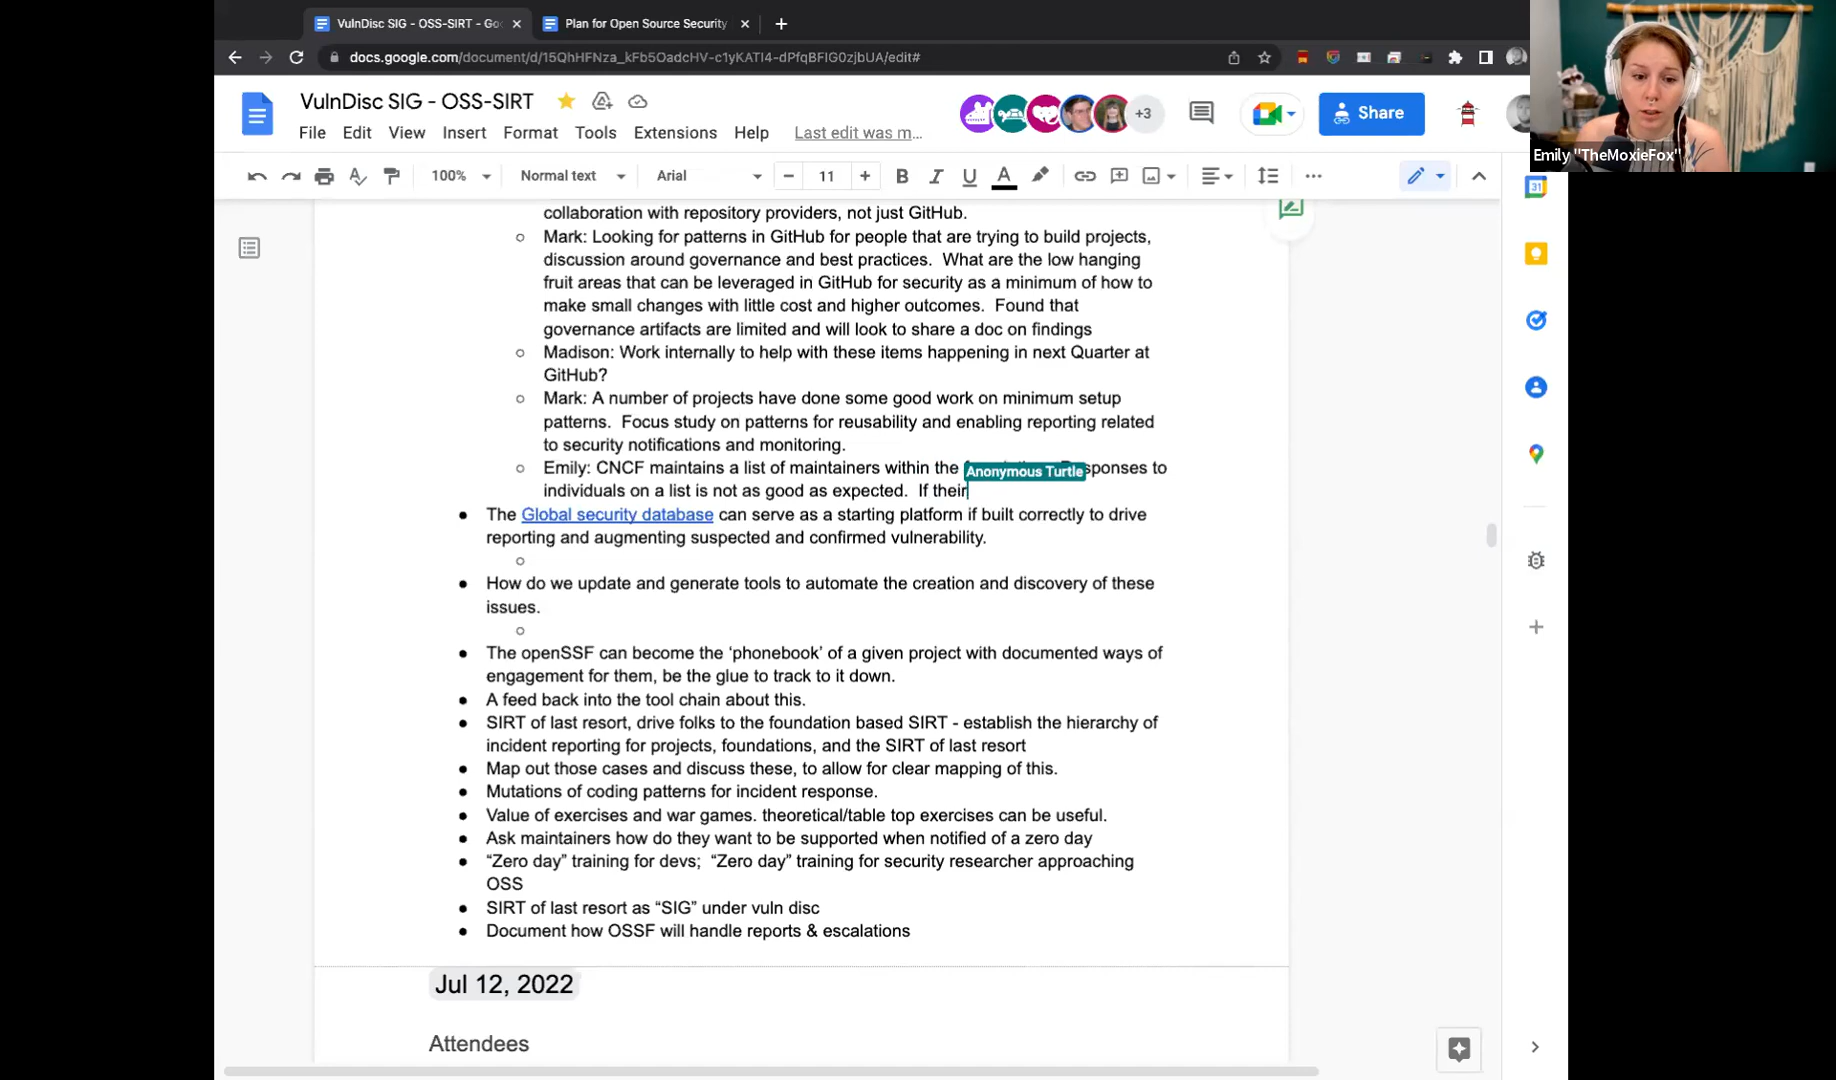 VulnDisc SIG - OSS-SIRT - Go
Plan for Open Source Security
docs.google.com/document/d/15QhHFNza_kFb5OadcHV-c1yKATI4-dPfqBFIG0zjbUA/edit#
VulnDisc SIG - OSS-SIRT
+3
Share
File Edit View Insert Format Tools Extensions Help Last edit was m...
100% Normal text Arial 11
Emily "TheMoxieFox"
31
collaboration with repository providers, not just GitHub.
Mark: Looking for patterns in GitHub for people that are trying to build projects,
discussion around governance and best practices. What are the low hanging
fruit areas that can be leveraged in GitHub for security as a minimum of how to
make small changes with little cost and higher outcomes. Found that
governance artifacts are limited and will look to share a doc on findings
Madison: Work internally to help with these items happening in next Quarter at
GitHub?
Mark: A number of projects have done some good work on minimum setup
patterns. Focus study on patterns for reusability and enabling reporting related
to security notifications and monitoring.
Emily: CNCF maintains a list of maintainers within the Anonymous Turtle sponses to
individuals on a list is not as good as expected. If their
The Global security database can serve as a starting platform if built correctly to drive
reporting and augmenting suspected and confirmed vulnerability.
How do we update and generate tools to automate the creation and discovery of these
issues.
The openSSF can become the ‘phonebook’ of a given project with documented ways of
engagement for them, be the glue to track to it down.
A feed back into the tool chain about this.
SIRT of last resort, drive folks to the foundation based SIRT - establish the hierarchy of
incident reporting for projects, foundations, and the SIRT of last resort
Map out those cases and discuss these, to allow for clear mapping of this.
Mutations of coding patterns for incident response.
Value of exercises and war games. theoretical/table top exercises can be useful.
Ask maintainers how do they want to be supported when notified of a zero day
“Zero day” training for devs; “Zero day” training for security researcher approaching
OSS
SIRT of last resort as “SIG” under vuln disc
Document how OSSF will handle reports & escalations
Jul 12, 2022
Attendees